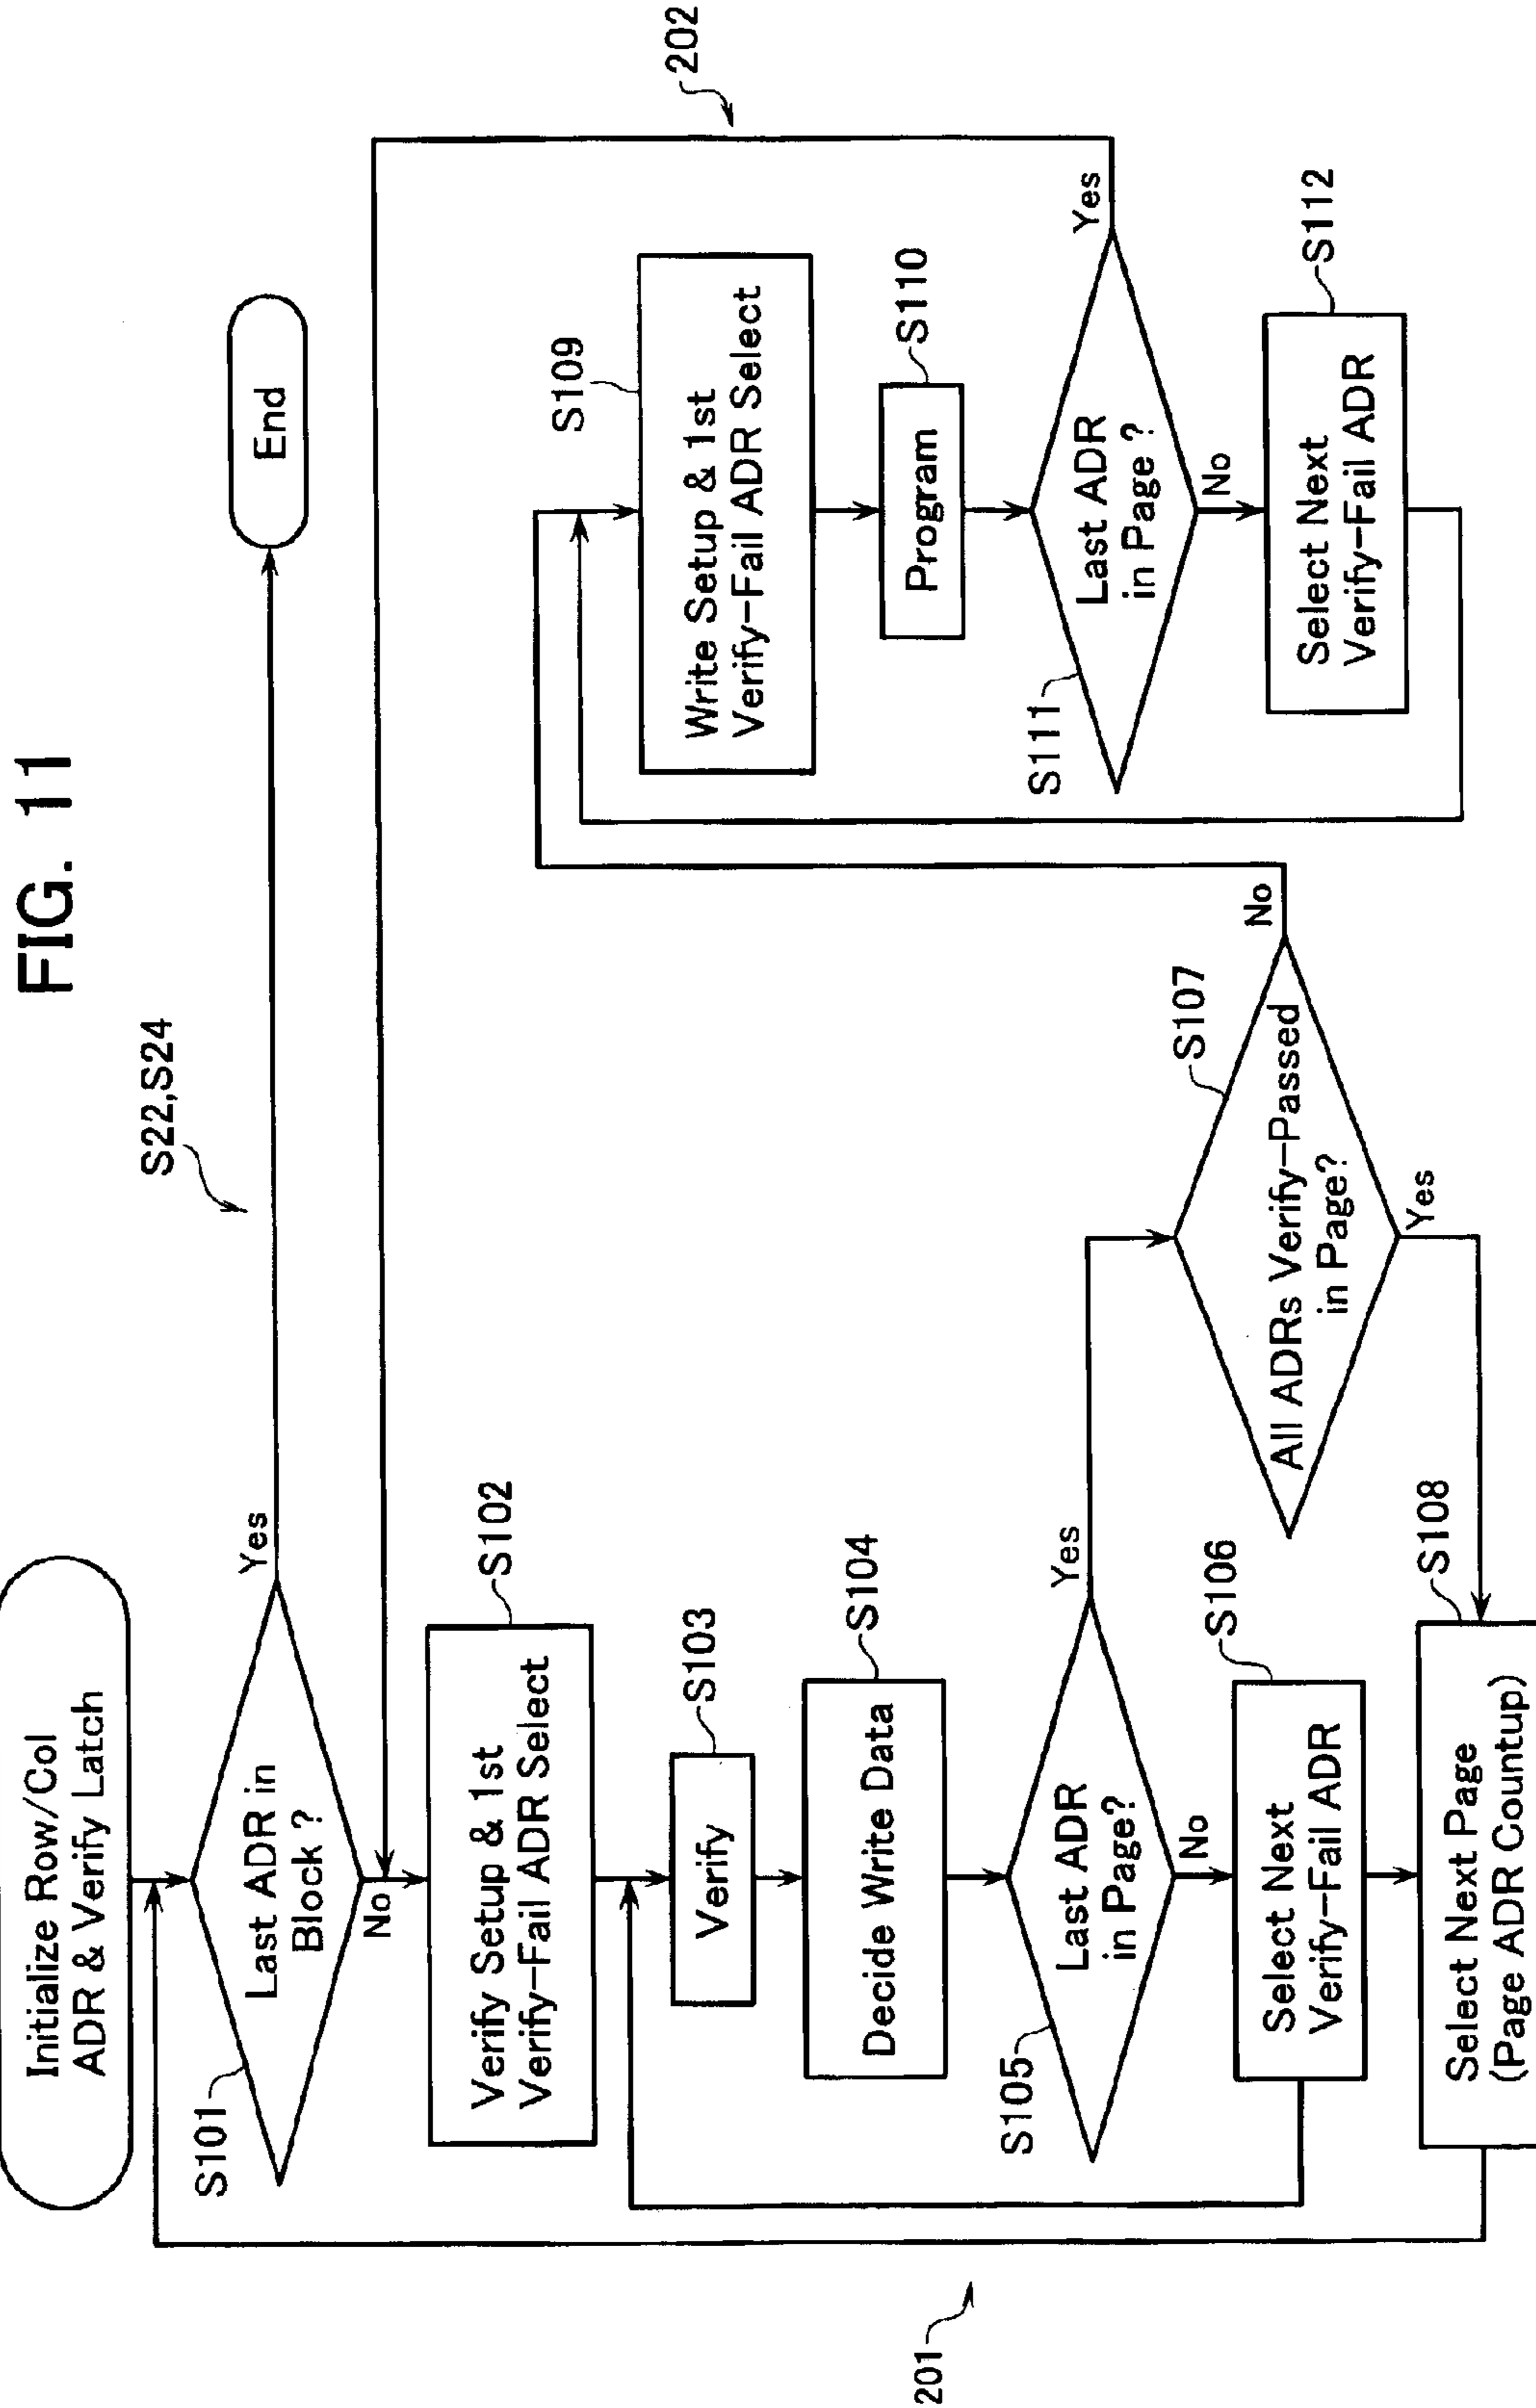 FIG. 11
S22,S24
Initialize Row/Col
ADR & Verify Latch
S101
Last ADR in
Block ?
Yes
No
End
S102
Verify Setup & 1st
Verify-Fail ADR Select
S103
Verify
S104
Decide Write Data
S105
Last ADR
in Page?
Yes
No
S106
Select Next
Verify-Fail ADR
S107
All ADRs Verify-Passed
in Page?
No
Yes
S108
Select Next Page
(Page ADR Countup)
201
202
S109
Write Setup & 1st
Verify-Fail ADR Select
S110
Program
S111
Last ADR
in Page ?
Yes
No
S112
Select Next
Verify-Fail ADR